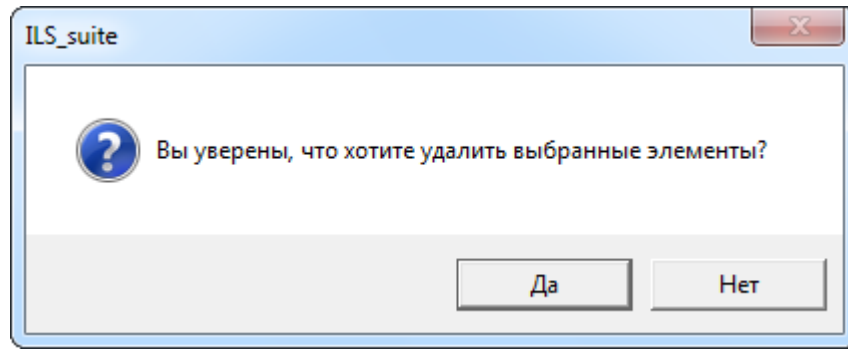 ILS_suite
Вы уверены, что хотите удалить выбранные элементы?
Да
Нет